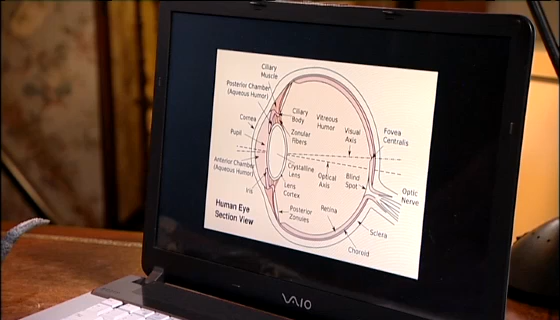 Ciliary
Muscle
Posterior Chamber
(Aqueous Humor)
Cornea
Pupil
Anterior Chamber
(Aqueous Humor)
Iris
Ciliary
Body
Zonular
Fibers
Vitreous
Humor
Visual
Axis
Fovea
Centralis
Crystalline
Lens
Lens
Cortex
Optical
Axis
Blind
Spot
Optic
Nerve
Posterior
Zonules
Retina
Sclera
Choroid
Human Eye
Section View
VAIO